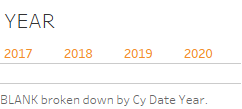 YEAR
2017 2018 2019 2020
BLANK broken down by Cy Date Year.